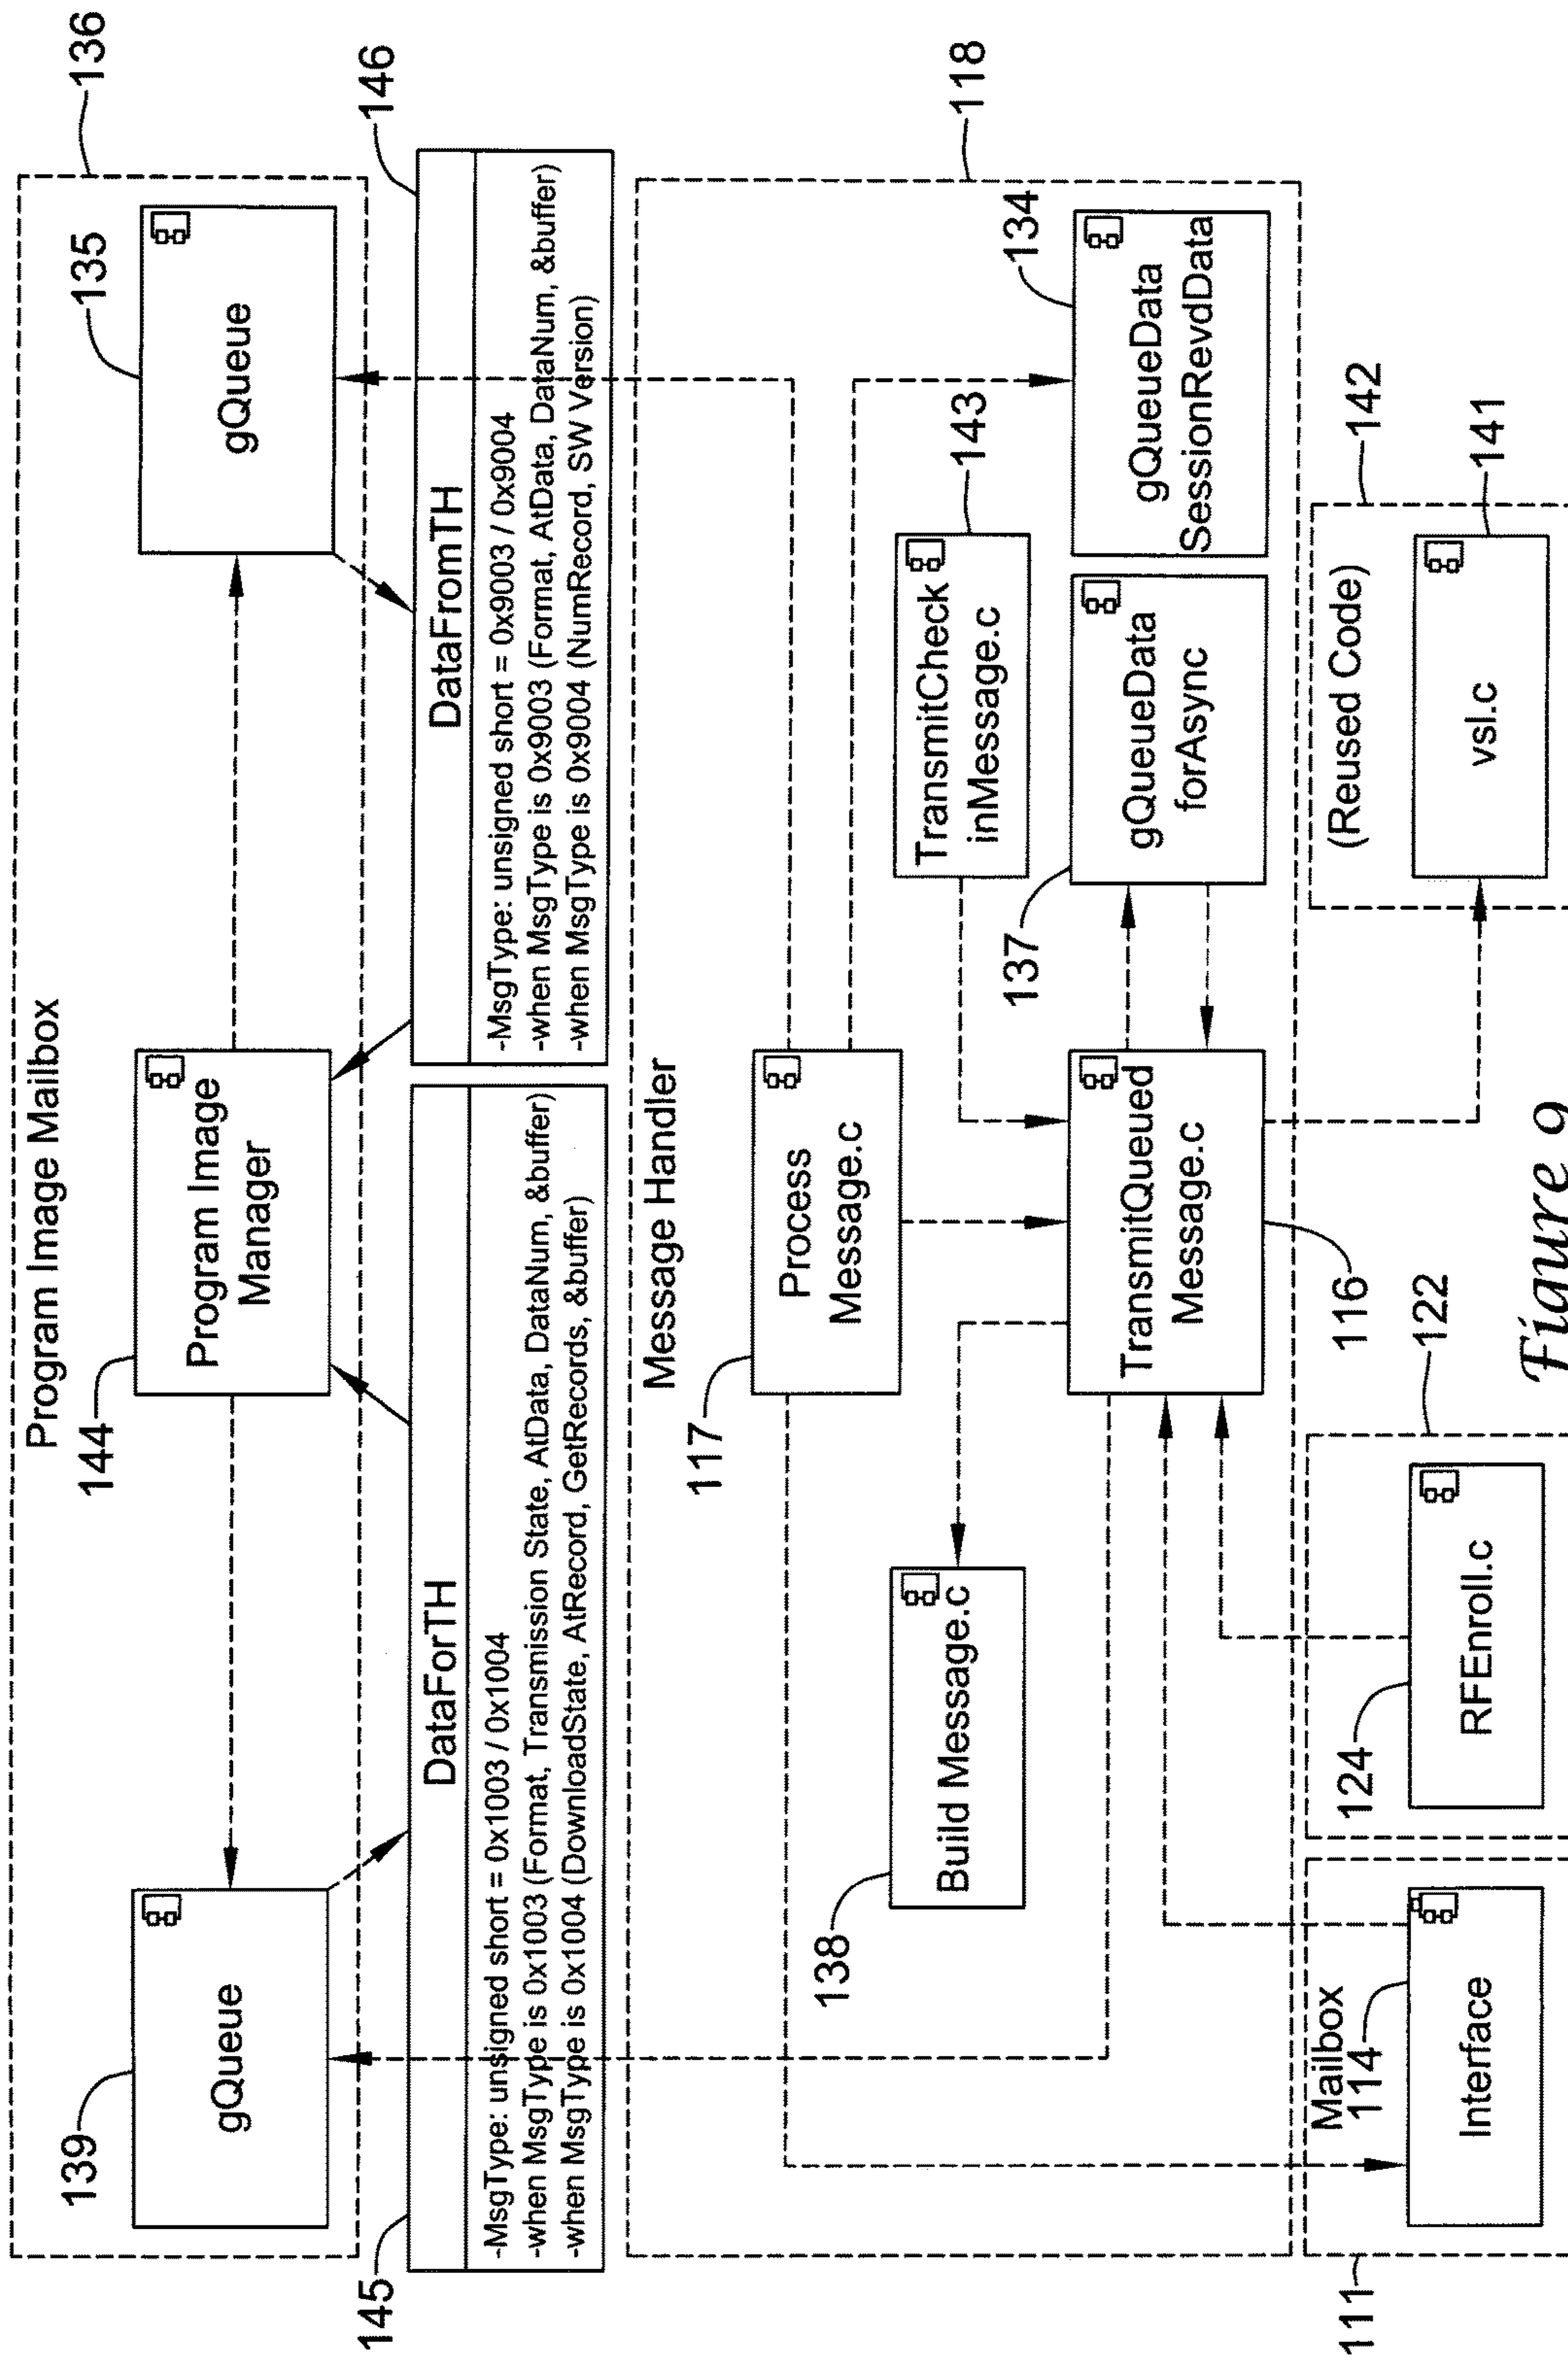 Program Image Mailbox
136
139
gQueue
144
Program Image
Manager
135
gQueue
145
DataForTH
-MsgType: unsigned short = 0x1003 / 0x1004
-when MsgType is 0x1003 (Format, Transmission State, AtData, DataNum, &buffer)
-when MsgType is 0x1004 (DownloadState, AtRecord, GetRecords, &buffer)
146
DataFromTH
-MsgType: unsigned short = 0x9003 / 0x9004
-when MsgType is 0x9003 (Format, AtData, DataNum, &buffer)
-when MsgType is 0x9004 (NumRecord, SW Version)
Message Handler
118
117
Process
Message.c
138
Build Message.c
143
TransmitCheck
inMessage.c
TransmitQueued
Message.c
116
137
gQueueData
forAsync
134
gQueueData
SessionRevdData
111
Mailbox
114
Interface
122
124
RFEnroll.c
142
(Reused Code)
141
vsl.c
Figure 9